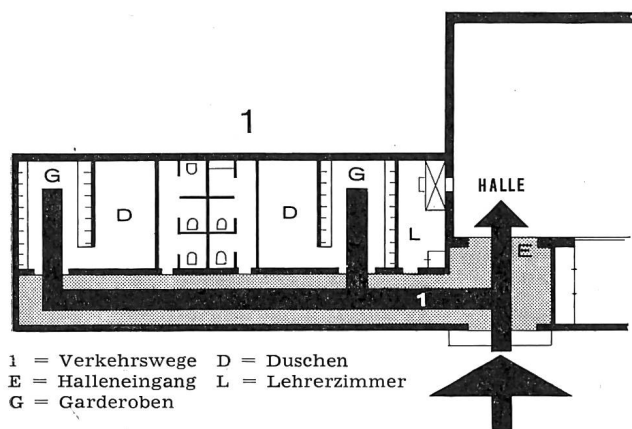 1
G
G
D
D
L
HALLE
E
1
1 = Verkehrswege D = Duschen
E = Halleneingang L = Lehrerzimmer
G = Garderoben